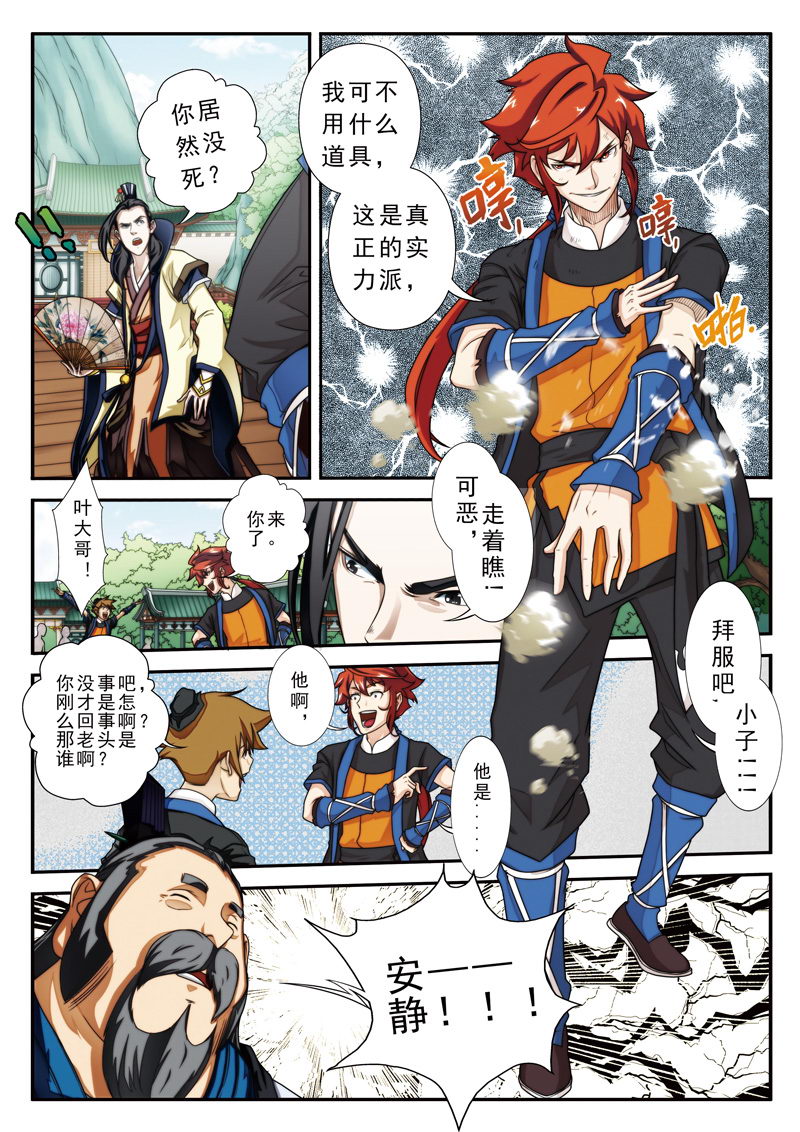 你居
然没
死？
!!
我可不
用什么
道具，
这是真
正的实
力派，
哼，
哼，
啪.
叶大哥！
你来
了。
可恶，
走着瞧!
拜服吧，
小子!!!
你没事吧，
刚才是怎
么回事啊？
那老头是
谁啊？
他啊，
他是.....
安——
静！！！